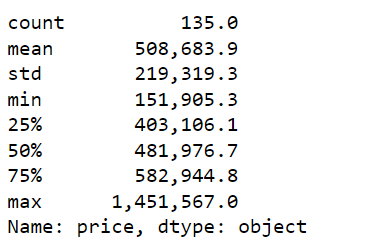 count 135.0
mean 508,683.9
std 219,319.3
min 151,905.3
25% 403,106.1
50% 481,976.7
75% 582,944.8
max 1,451,567.0
Name: price, dtype: object